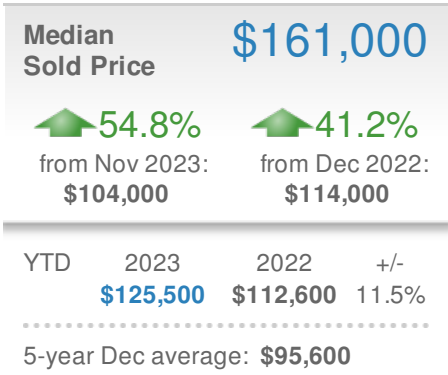 Median
Sold Price
$161,000
54.8%
41.2%
from Nov 2023:
from Dec 2022:
$104,000
$114,000
YTD 2023 2022 +/-
$125,500 $112,600 11.5%
5-year Dec average: $95,600